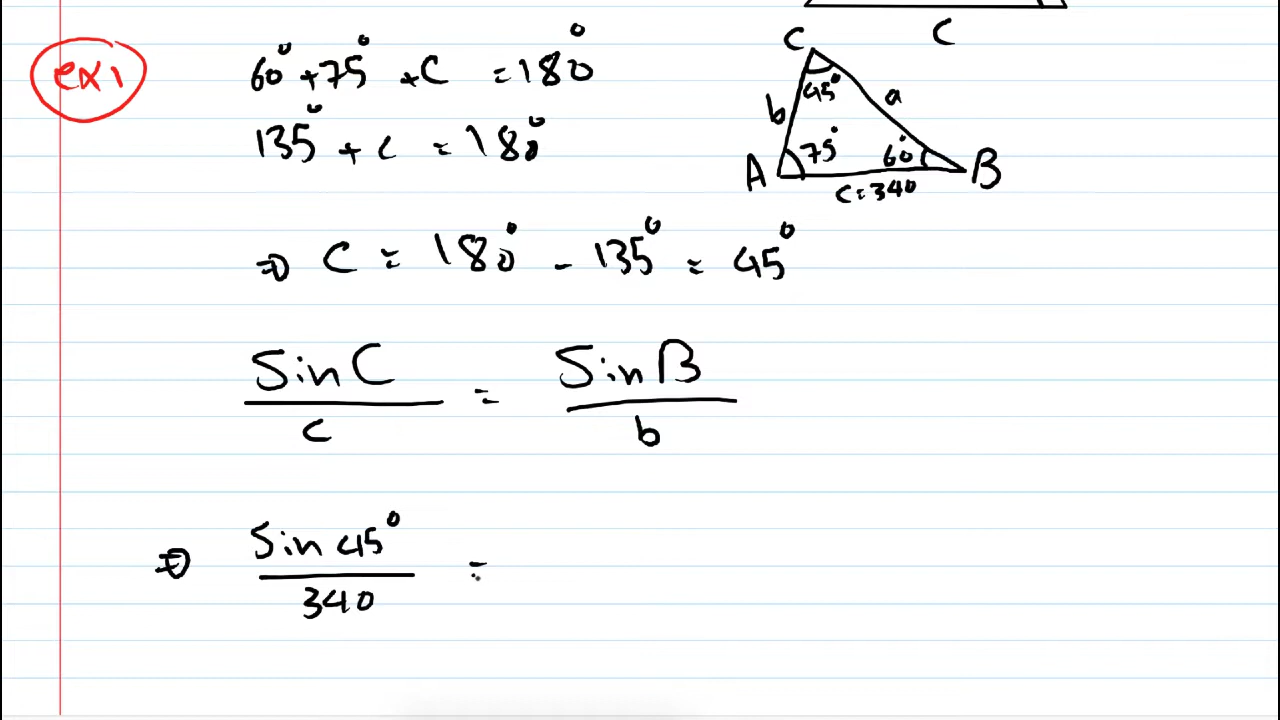 C
ex1
60° + 75° + C = 180°
135° + C = 180°
C
45°
b
a
A
75°
60°
B
c = 340
⇒ C = 180° - 135° = 45°
Sin C / c = Sin B / b
⇒ Sin 45° / 340 =